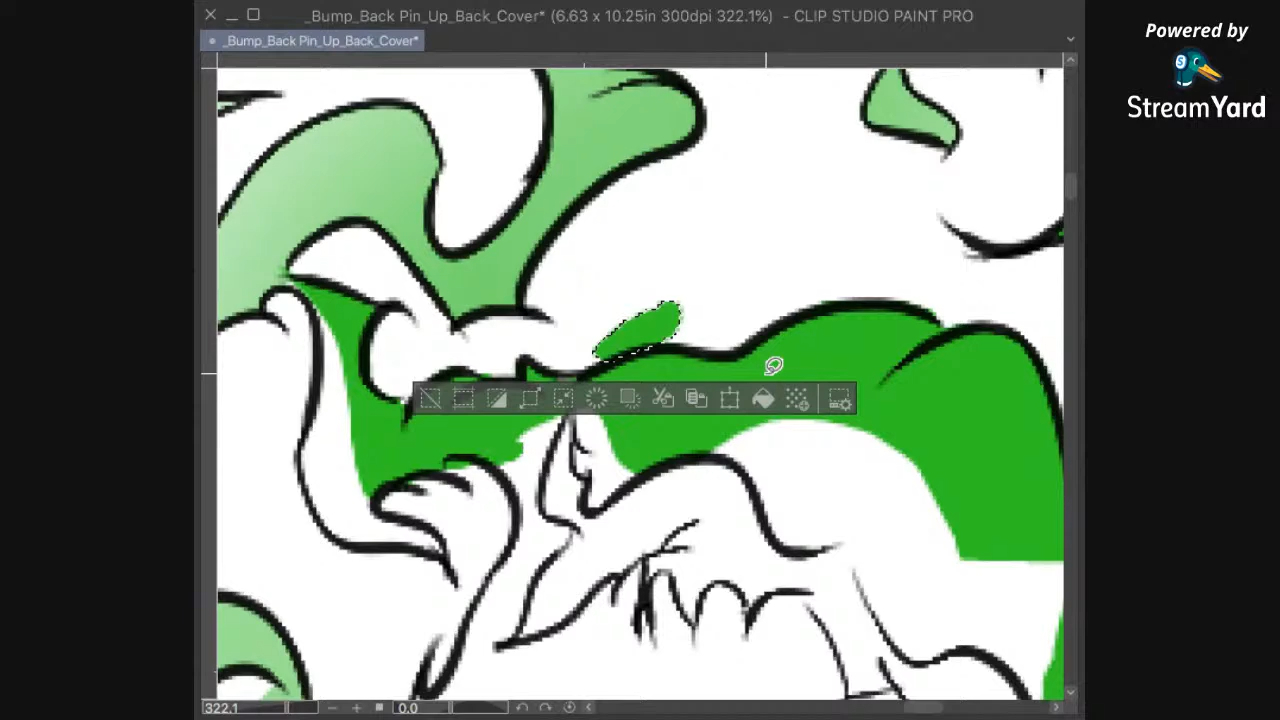 _Bump_Back Pin_Up_Back_Cover* (6.63 x 10.25in 300dpi 322.1%) - CLIP STUDIO PAINT PRO
_Bump_Back Pin_Up_Back_Cover*
Powered by
StreamYard
322.1
0.0